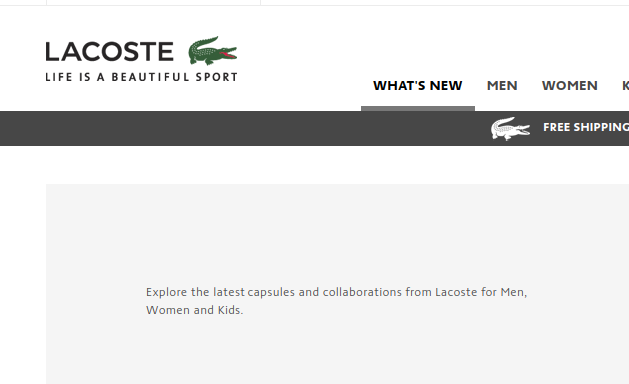 LACOSTE
LIFE IS A BEAUTIFUL SPORT
WHAT'S NEW MEN WOMEN K
FREE SHIPPING
Explore the latest capsules and collaborations from Lacoste for Men,
Women and Kids.